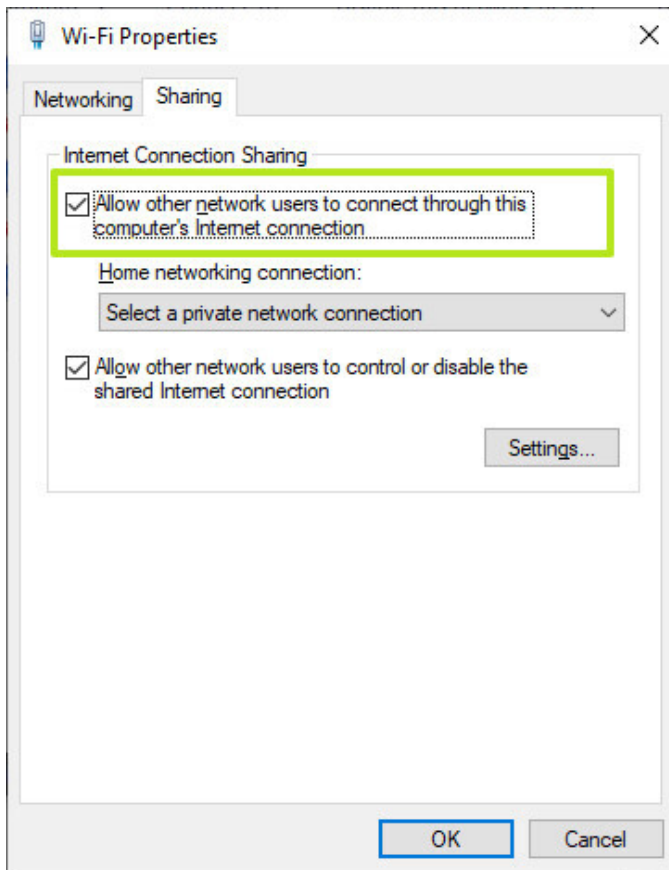 Wi-Fi Properties
Networking
Sharing
Internet Connection Sharing
Allow other network users to connect through this
computer's Internet connection
Home networking connection:
Select a private network connection
Allow other network users to control or disable the
shared Internet connection
Settings...
OK
Cancel